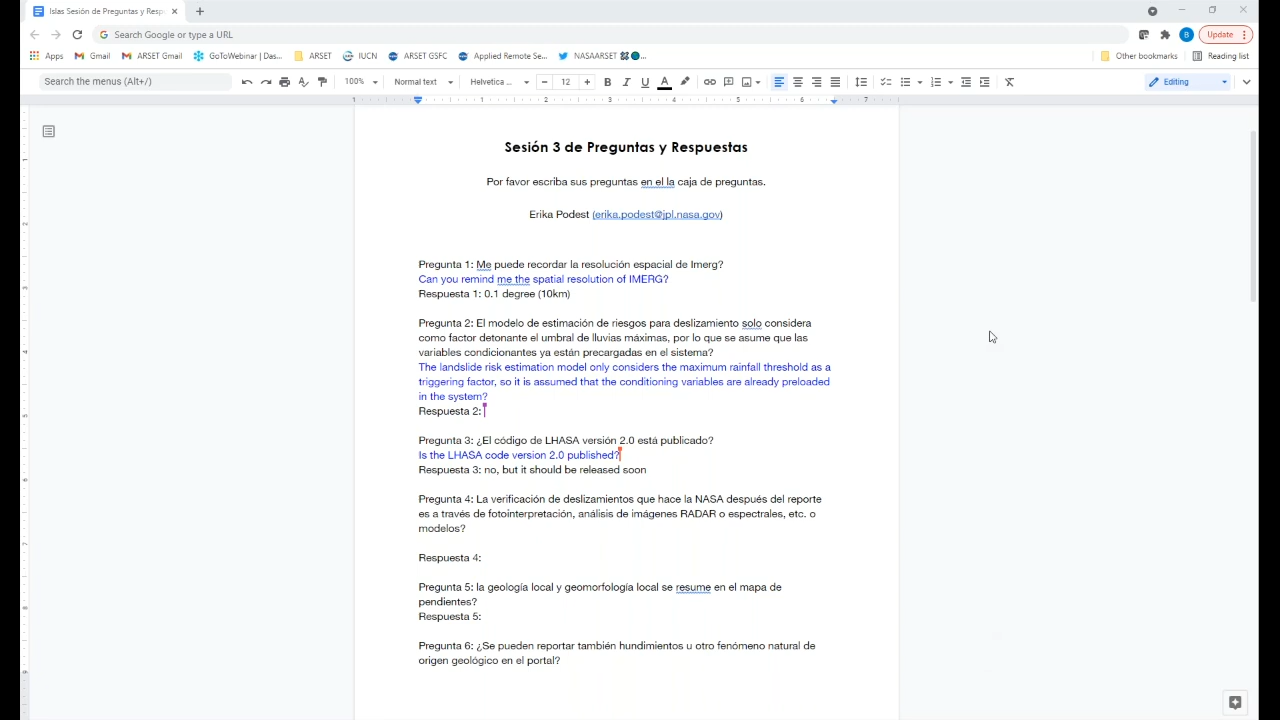 Islas Sesión de Preguntas y Resp
Search Google or type a URL
B
Update
Apps
Gmail
ARSET Gmail
GoToWebinar | Das...
ARSET
IUCN
ARSET GSFC
Applied Remote Se...
NASAARSET
Other bookmarks
Reading list
Search the menus (Alt+/)
100%
Normal text
Helvetica ...
12
B I U A
Editing
1 1 2 3 4 5 6 7
Sesión 3 de Preguntas y Respuestas
Por favor escriba sus preguntas en el la caja de preguntas.
Erika Podest (erika.podest@jpl.nasa.gov)
Pregunta 1: Me puede recordar la resolución espacial de Imerg?
Can you remind me the spatial resolution of IMERG?
Respuesta 1: 0.1 degree (10km)
Pregunta 2: El modelo de estimación de riesgos para deslizamiento solo considera
como factor detonante el umbral de lluvias máximas, por lo que se asume que las
variables condicionantes ya están precargadas en el sistema?
The landslide risk estimation model only considers the maximum rainfall threshold as a
triggering factor, so it is assumed that the conditioning variables are already preloaded
in the system?
Respuesta 2:
Pregunta 3: ¿El código de LHASA versión 2.0 está publicado?
Is the LHASA code version 2.0 published?
Respuesta 3: no, but it should be released soon
Pregunta 4: La verificación de deslizamientos que hace la NASA después del reporte
es a través de fotointerpretación, análisis de imágenes RADAR o espectrales, etc. o
modelos?
Respuesta 4:
Pregunta 5: la geología local y geomorfología local se resume en el mapa de
pendientes?
Respuesta 5:
Pregunta 6: ¿Se pueden reportar también hundimientos u otro fenómeno natural de
origen geológico en el portal?